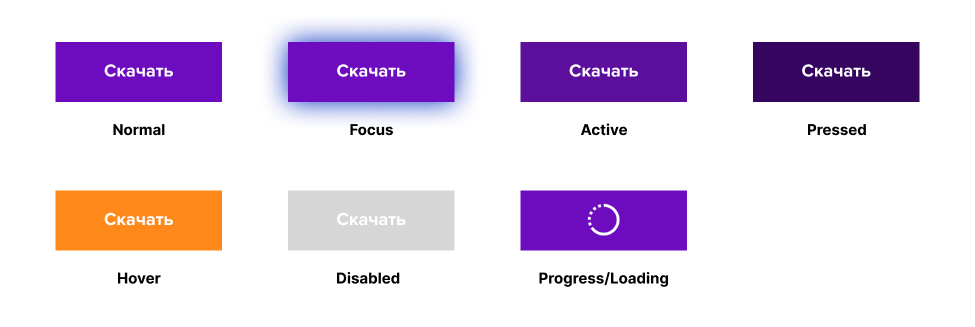 Скачать
Скачать
Скачать
Скачать
Normal
Focus
Active
Pressed
Скачать
Скачать
Hover
Disabled
Progress/Loading